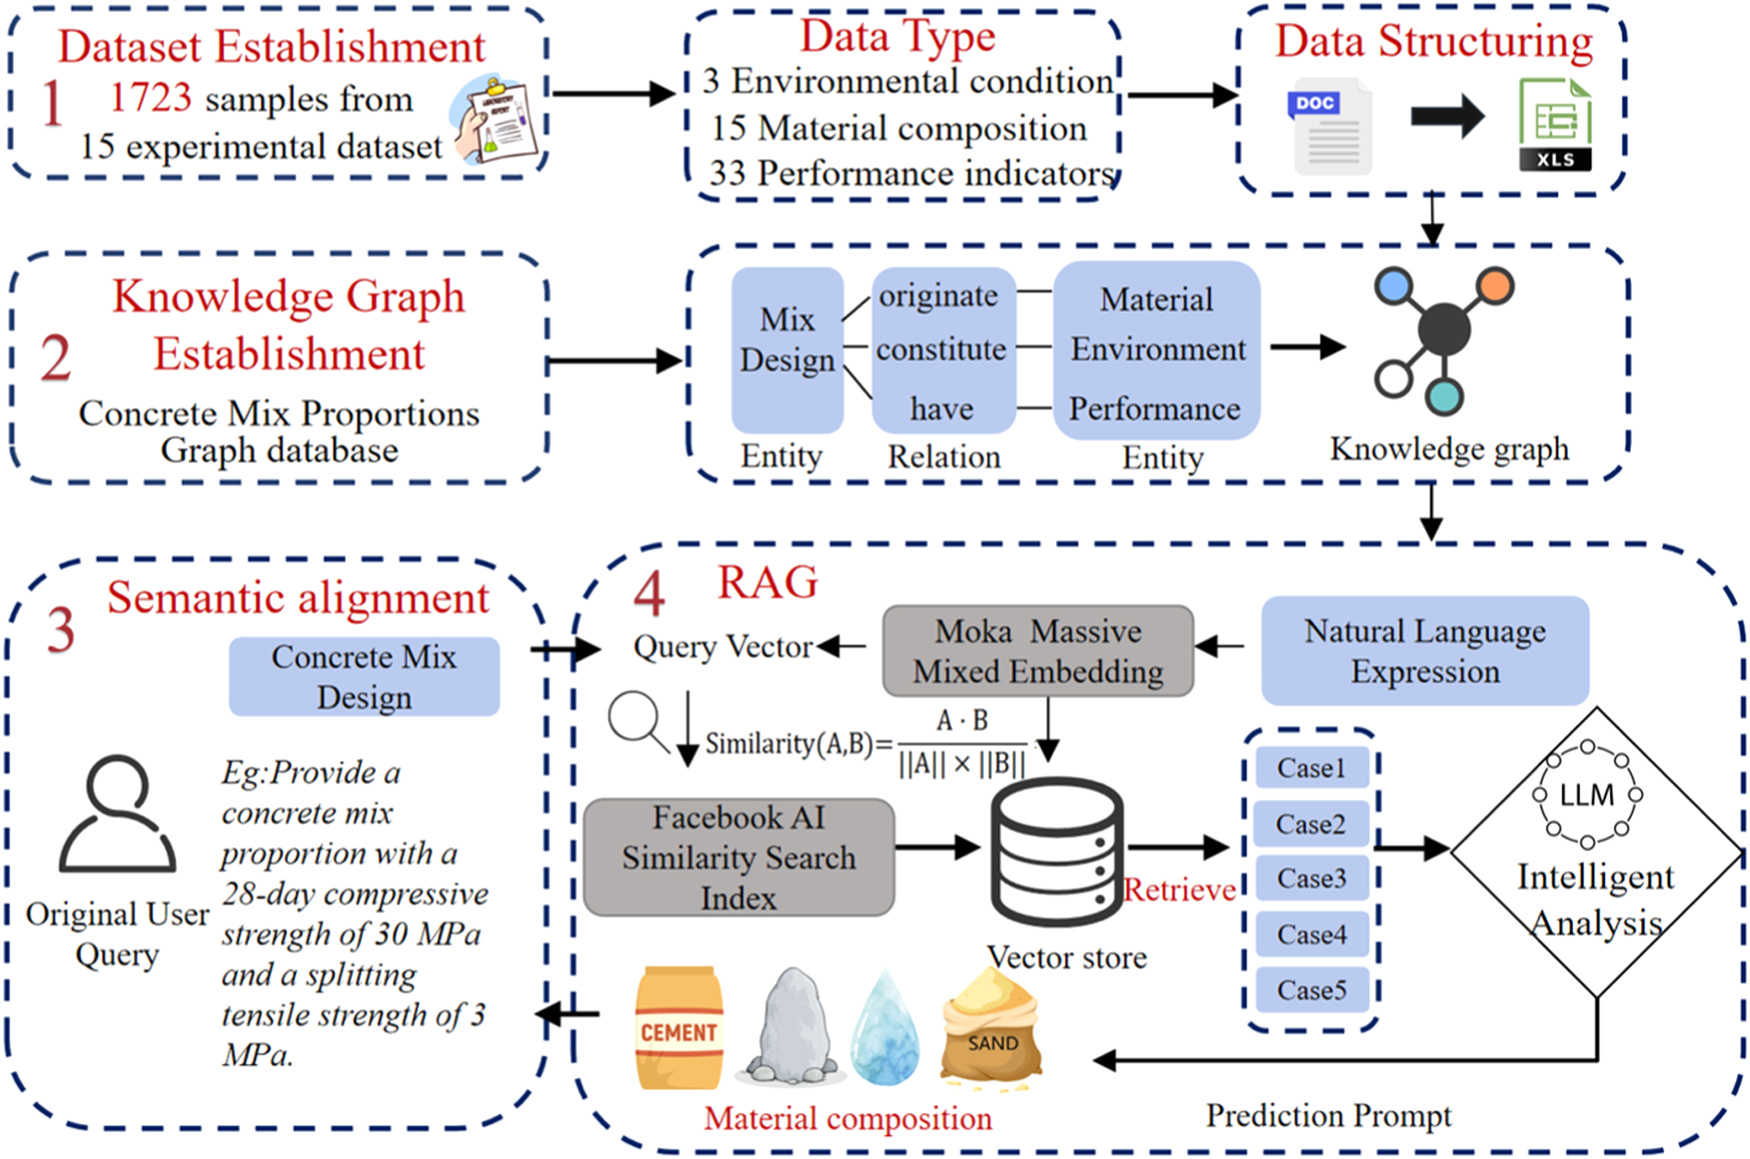 Dataset Establishment
1
1723 samples from
15 experimental dataset
LABORATORY
REPORT
Data Type
3 Environmental condition
15 Material composition
33 Performance indicators
Data Structuring
DOC
XLS
Knowledge Graph
Establishment
2
Concrete Mix Proportions
Graph database
Mix
Design
Entity
originate
constitute
have
Relation
Material
Environment
Performance
Entity
Knowledge graph
3
Semantic alignment
Concrete Mix
Design
Original User
Query
Eg:Provide a
concrete mix
proportion with a
28-day compressive
strength of 30 MPa
and a splitting
tensile strength of 3
MPa.
4
RAG
Query Vector
Moka Massive
Mixed Embedding
Natural Language
Expression
Similarity(A,B)=
A · B
||A|| × ||B||
Facebook AI
Similarity Search
Index
Vector store
Retrieve
Case1
Case2
Case3
Case4
Case5
LLM
Intelligent
Analysis
CEMENT
SAND
Material composition
Prediction Prompt